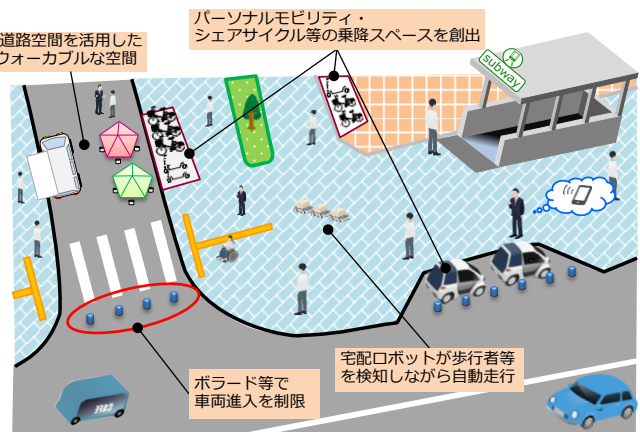 道路空間を活用した
ウォーカブルな空間
パーソナルモビリティ・
シェアサイクル等の乗降スペースを創出
subway
宅配ロボットが歩行者等
を検知しながら自動走行
ボラード等で
車両進入を制限